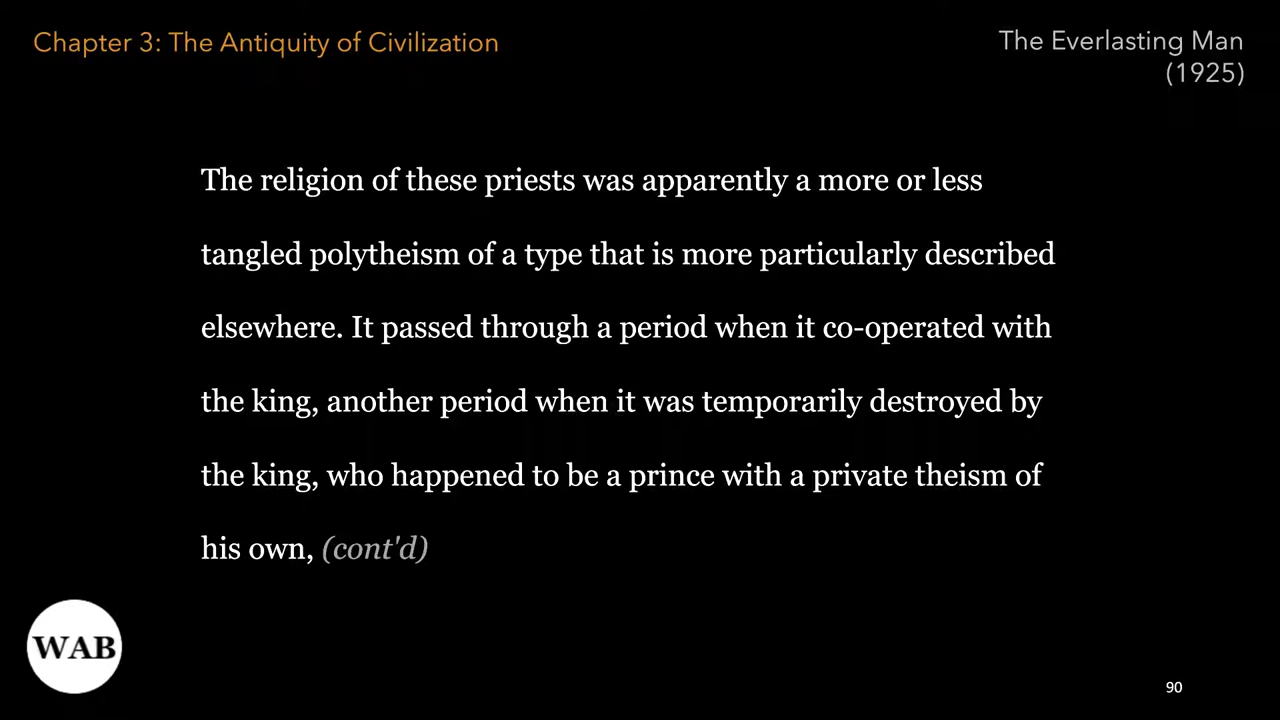 Chapter 3: The Antiquity of Civilization
The Everlasting Man
(1925)
The religion of these priests was apparently a more or less
tangled polytheism of a type that is more particularly described
elsewhere. It passed through a period when it co-operated with
the king, another period when it was temporarily destroyed by
the king, who happened to be a prince with a private theism of
his own, (cont'd)
WAB
90